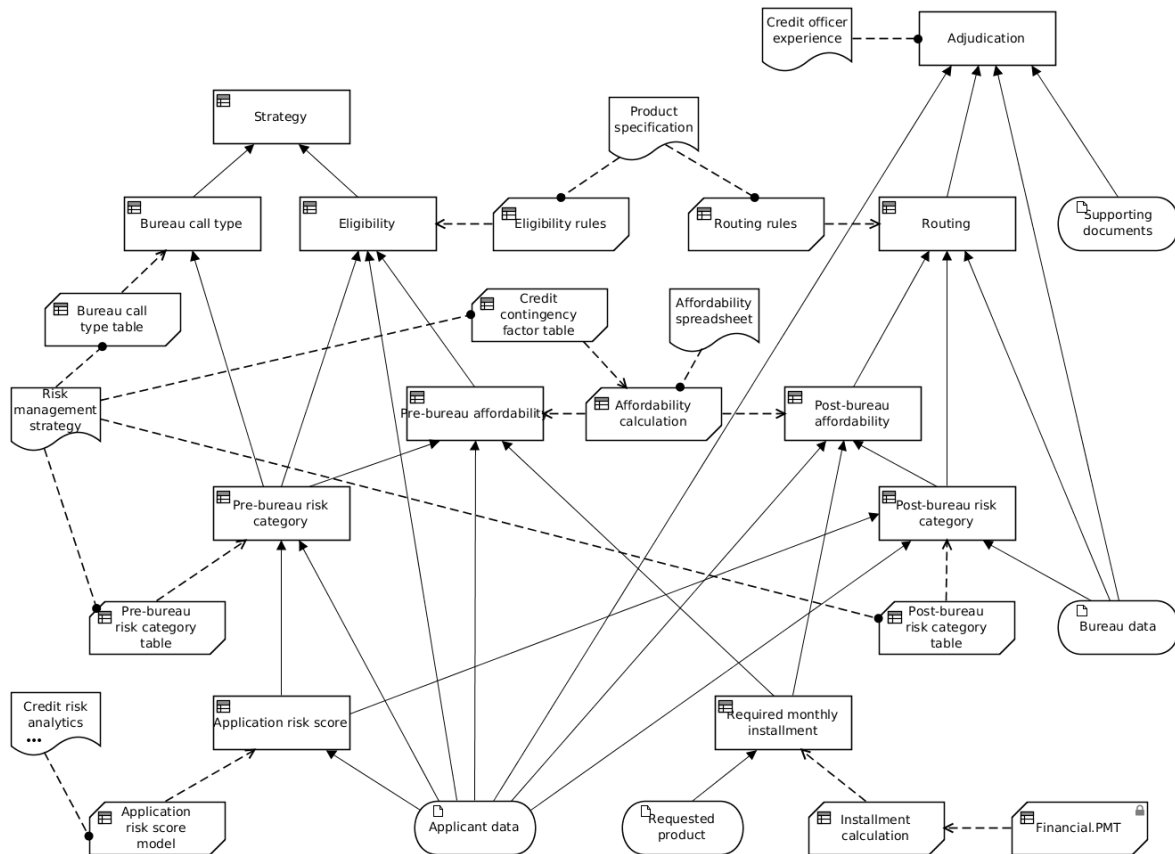 Credit officer
experience
Adjudication
Strategy
Product
specification
Bureau call type
Eligibility
Eligibility rules
Routing rules
Routing
Supporting
documents
Bureau call
type table
Credit
contingency
factor table
Affordability
spreadsheet
Risk
management
strategy
Pre-bureau affordability
Affordability
calculation
Post-bureau
affordability
Pre-bureau risk
category
Post-bureau risk
category
Pre-bureau
risk category
table
Post-bureau
risk category
table
Bureau data
Credit risk
analytics
...
Application risk score
Required monthly
installment
Application
risk score
model
Applicant data
Requested
product
Installment
calculation
Financial.PMT